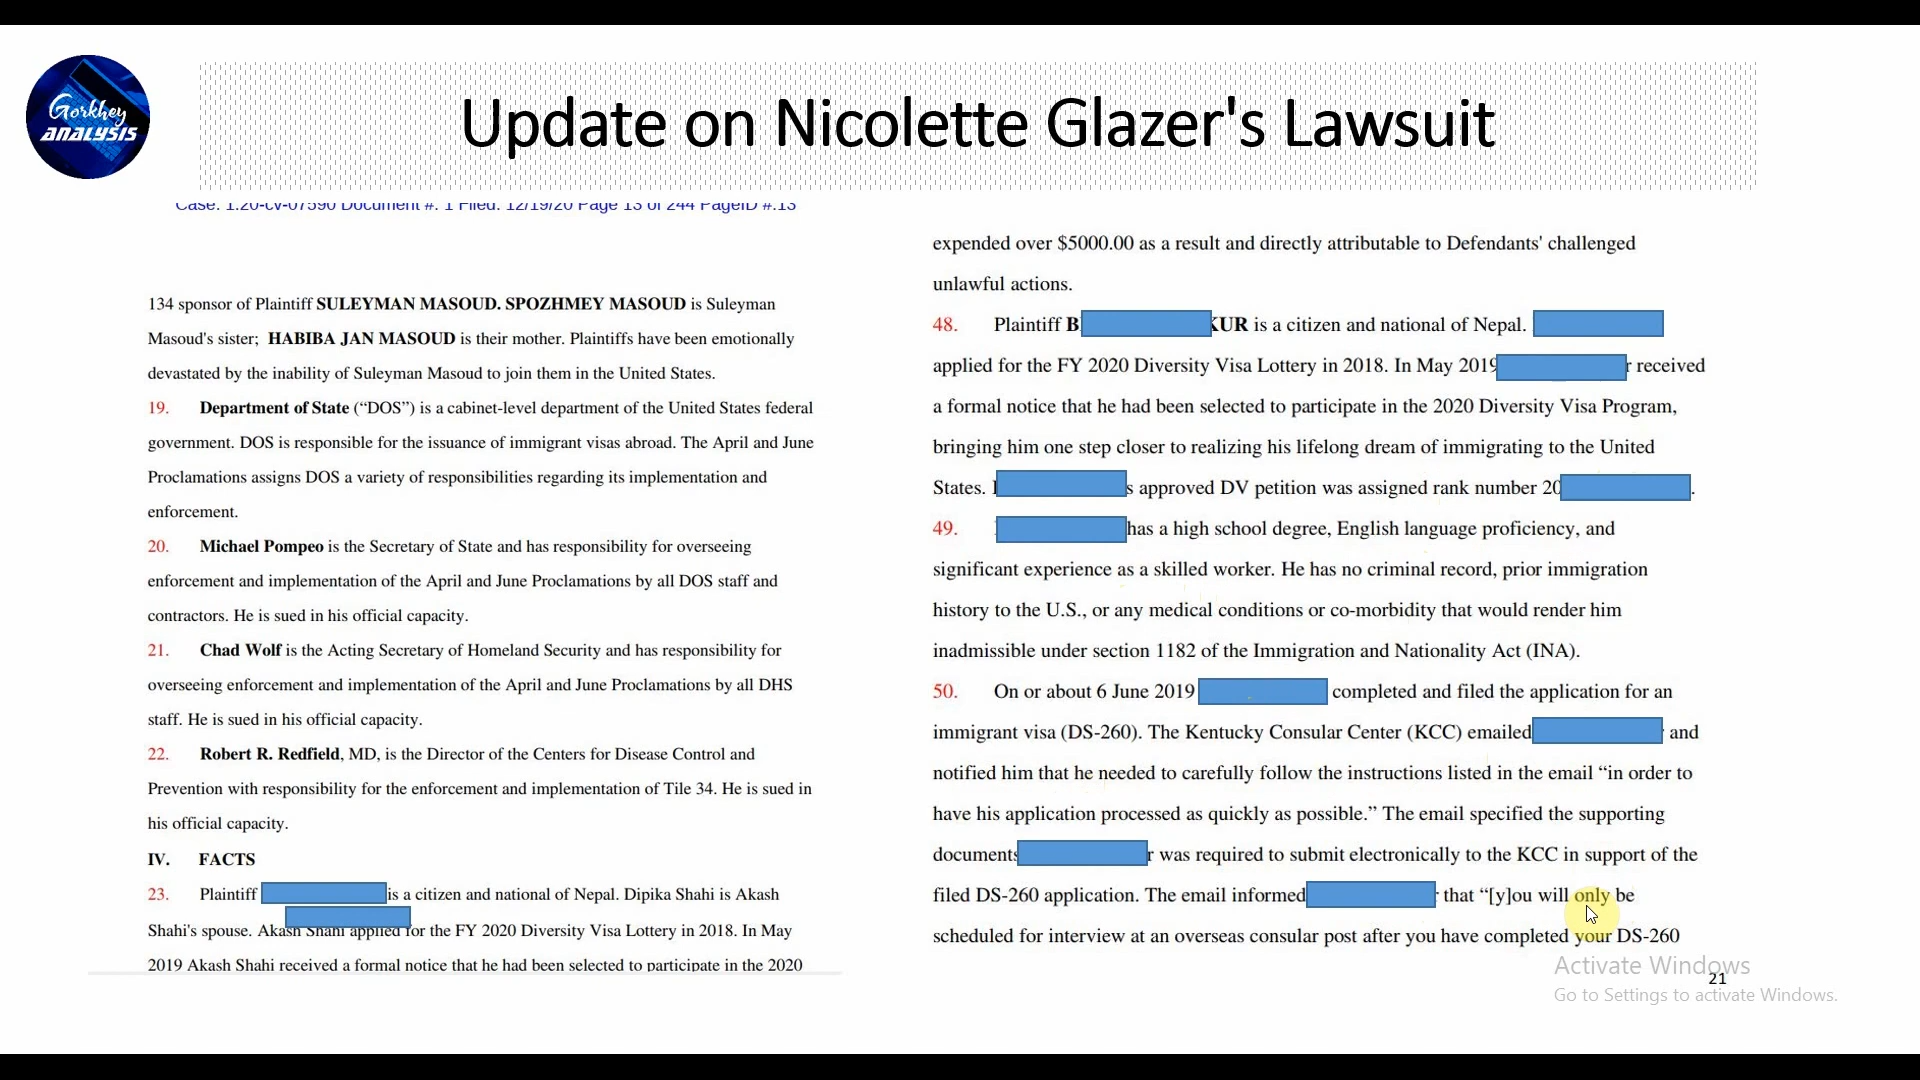 Gorkhey
ANALYSIS
Update on Nicolette Glazer's Lawsuit
Case: 1:20-cv-07590 Document #: 1 Filed: 12/19/20 Page 13 of 244 PageID #:13
134 sponsor of Plaintiff SULEYMAN MASOUD. SPOZHMEY MASOUD is Suleyman
Masoud's sister; HABIBA JAN MASOUD is their mother. Plaintiffs have been emotionally
devastated by the inability of Suleyman Masoud to join them in the United States.
19. Department of State (“DOS”) is a cabinet-level department of the United States federal
government. DOS is responsible for the issuance of immigrant visas abroad. The April and June
Proclamations assigns DOS a variety of responsibilities regarding its implementation and
enforcement.
20. Michael Pompeo is the Secretary of State and has responsibility for overseeing
enforcement and implementation of the April and June Proclamations by all DOS staff and
contractors. He is sued in his official capacity.
21. Chad Wolf is the Acting Secretary of Homeland Security and has responsibility for
overseeing enforcement and implementation of the April and June Proclamations by all DHS
staff. He is sued in his official capacity.
22. Robert R. Redfield, MD, is the Director of the Centers for Disease Control and
Prevention with responsibility for the enforcement and implementation of Tile 34. He is sued in
his official capacity.
IV. FACTS
23. Plaintiff is a citizen and national of Nepal. Dipika Shahi is Akash
Shahi's spouse. Akash Shahi applied for the FY 2020 Diversity Visa Lottery in 2018. In May
2019 Akash Shahi received a formal notice that he had been selected to participate in the 2020
expended over $5000.00 as a result and directly attributable to Defendants' challenged
unlawful actions.
48. Plaintiff B KUR is a citizen and national of Nepal.
applied for the FY 2020 Diversity Visa Lottery in 2018. In May 2019 r received
a formal notice that he had been selected to participate in the 2020 Diversity Visa Program,
bringing him one step closer to realizing his lifelong dream of immigrating to the United
States. s approved DV petition was assigned rank number 20 .
49. has a high school degree, English language proficiency, and
significant experience as a skilled worker. He has no criminal record, prior immigration
history to the U.S., or any medical conditions or co-morbidity that would render him
inadmissible under section 1182 of the Immigration and Nationality Act (INA).
50. On or about 6 June 2019 completed and filed the application for an
immigrant visa (DS-260). The Kentucky Consular Center (KCC) emailed and
notified him that he needed to carefully follow the instructions listed in the email “in order to
have his application processed as quickly as possible.” The email specified the supporting
documents r was required to submit electronically to the KCC in support of the
filed DS-260 application. The email informed that “[y]ou will only be
scheduled for interview at an overseas consular post after you have completed your DS-260
Activate Windows
21
Go to Settings to activate Windows.